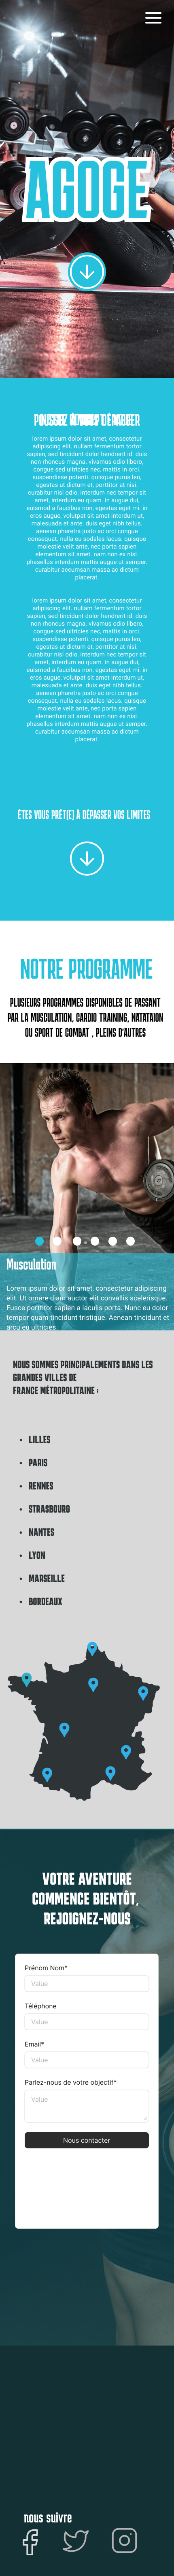 AGOGE
lorem ipsum dolor sit amet, consectetur
adipiscing elit. nullam fermentum tortor
sapien, sed tincidunt dolor hendrerit id. duis
non rhoncus magna. vivamus odio libero,
congue sed ultricies nec, mattis in orci.
suspendisse potenti. quisque purus leo,
egestas ut dictum et, porttitor at nisi.
curabitur nisl odio, interdum nec tempor sit
amet, interdum eu quam. in augue dui,
euismod a faucibus non, egestas eget mi. in
eros augue, volutpat sit amet interdum ut,
malesuada et ante. duis eget nibh tellus.
aenean pharetra justo ac orci congue
consequat. nulla eu sodales lacus. quisque
molestie velit ante, nec porta sapien
elementum sit amet. nam non ex nisl.
phasellus interdum mattis augue ut semper.
curabitur accumsan massa ac dictum
placerat.
lorem ipsum dolor sit amet, consectetur
adipiscing elit. nullam fermentum tortor
sapien, sed tincidunt dolor hendrerit id. duis
non rhoncus magna. vivamus odio libero,
congue sed ultricies nec, mattis in orci.
suspendisse potenti. quisque purus leo,
egestas ut dictum et, porttitor at nisi.
curabitur nisl odio, interdum nec tempor sit
amet, interdum eu quam. in augue dui,
euismod a faucibus non, egestas eget mi. in
eros augue, volutpat sit amet interdum ut,
malesuada et ante. duis eget nibh tellus.
aenean pharetra justo ac orci congue
consequat. nulla eu sodales lacus. quisque
molestie velit ante, nec porta sapien
elementum sit amet. nam non ex nisl.
phasellus interdum mattis augue ut semper.
curabitur accumsan massa ac dictum
placerat.
ÊTES VOUS PRÊT(E) À DÉPASSER VOS LIMITES
NOTRE PROGRAMME
PLUSIEURS PROGRAMMES DISPONIBLES DE PASSANT
PAR LA MUSCULATION, CARDIO TRAINING, NATATAION
OU SPORT DE COMBAT , PLEINS D'AUTRES
Musculation
Lorem ipsum dolor sit amet, consectetur adipiscing
elit. Ut ornare diam auctor elit convallis scelerisque.
Fusce porttitor sapien a iaculis porta. Nunc eu dolor
tempor quam tincidunt tristique. Aenean tincidunt et
arcu eu ultricies
NOUS SOMMES PRINCIPALEMENTS DANS LES
GRANDES VILLES DE
FRANCE MÉTROPOLITAINE :
• LILLES
• PARIS
• RENNES
• STRASBOURG
• NANTES
• LYON
• MARSEILLE
• BORDEAUX
VOTRE AVENTURE
COMMENCE BIENTÔT,
REJOIGNEZ-NOUS
Prénom Nom*
Value
Téléphone
Value
Email*
Value
Parlez-nous de votre objectif*
Value
Nous contacter
nous suivre